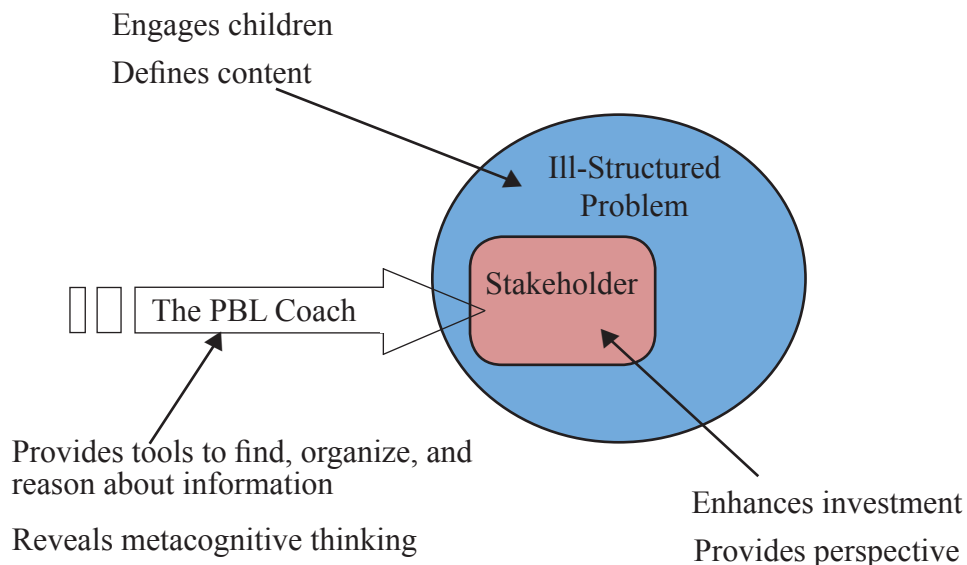 Engages children
Defines content
Ill-Structured
Problem
Stakeholder
The PBL Coach
Provides tools to find, organize, and
reason about information
Reveals metacognitive thinking
Enhances investment
Provides perspective